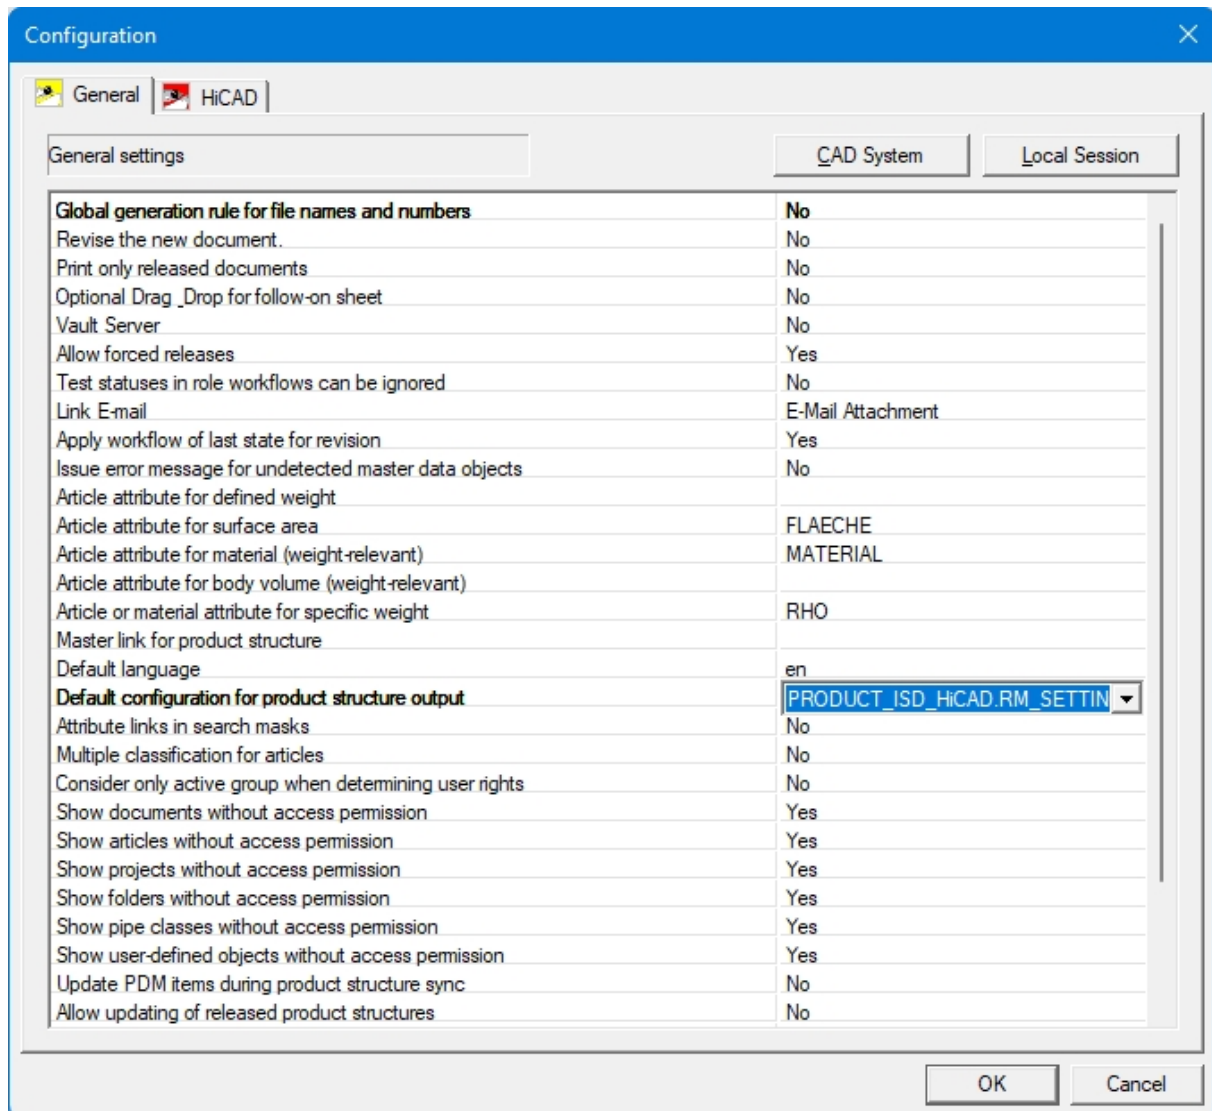 Configuration
General HiCAD
General settings CAD System Local Session
Global generation rule for file names and numbers No
Revise the new document. No
Print only released documents No
Optional Drag _Drop for follow-on sheet No
Vault Server No
Allow forced releases Yes
Test statuses in role workflows can be ignored No
Link E-mail E-Mail Attachment
Apply workflow of last state for revision Yes
Issue error message for undetected master data objects No
Article attribute for defined weight
Article attribute for surface area FLAECHE
Article attribute for material (weight-relevant) MATERIAL
Article attribute for body volume (weight-relevant)
Article or material attribute for specific weight RHO
Master link for product structure
Default language en
Default configuration for product structure output PRODUCT_ISD_HiCAD.RM_SETTIN
Attribute links in search masks No
Multiple classification for articles No
Consider only active group when determining user rights No
Show documents without access permission Yes
Show articles without access permission Yes
Show projects without access permission Yes
Show folders without access permission Yes
Show pipe classes without access permission Yes
Show user-defined objects without access permission Yes
Update PDM items during product structure sync No
Allow updating of released product structures No
OK Cancel